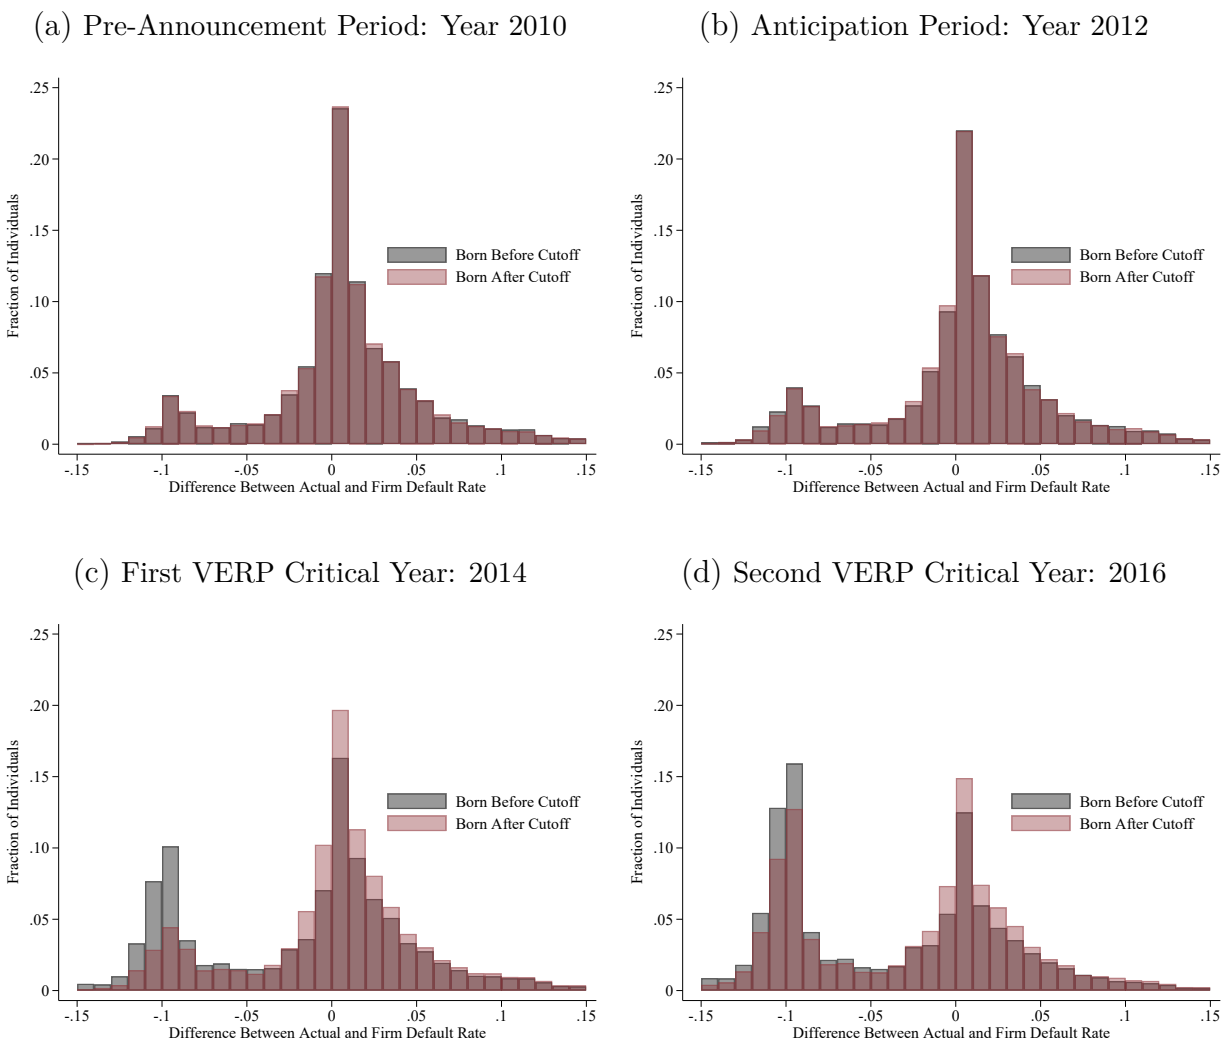 (a) Pre-Announcement Period: Year 2010
.25
.20
.15
.10
.05
0
Fraction of Individuals
Born Before Cutoff
Born After Cutoff
-.15 -.1 -.05 0 .05 .1 .15
Difference Between Actual and Firm Default Rate
(b) Anticipation Period: Year 2012
.25
.20
.15
.10
.05
0
Fraction of Individuals
Born Before Cutoff
Born After Cutoff
-.15 -.1 -.05 0 .05 .1 .15
Difference Between Actual and Firm Default Rate
(c) First VERP Critical Year: 2014
.25
.20
.15
.10
.05
0
Fraction of Individuals
Born Before Cutoff
Born After Cutoff
-.15 -.1 -.05 0 .05 .1 .15
Difference Between Actual and Firm Default Rate
(d) Second VERP Critical Year: 2016
.25
.20
.15
.10
.05
0
Fraction of Individuals
Born Before Cutoff
Born After Cutoff
-.15 -.1 -.05 0 .05 .1 .15
Difference Between Actual and Firm Default Rate